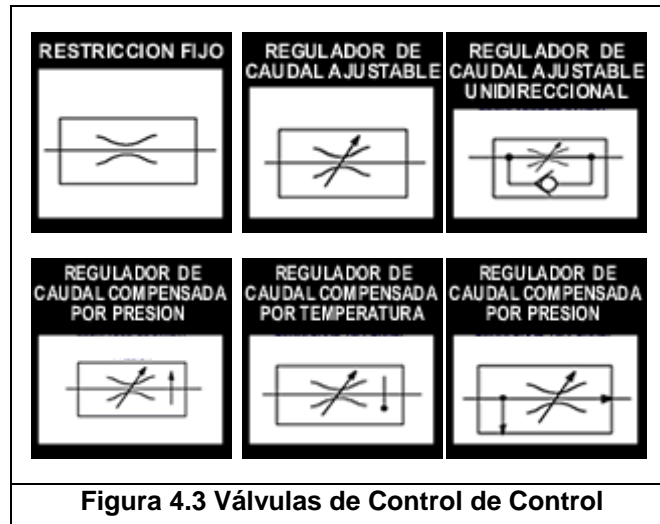 RESTRICCION FIJO
REGULADOR DE
CAUDAL AJUSTABLE
REGULADOR DE
CAUDAL AJUSTABLE
UNIDIRECCIONAL
REGULADOR DE
CAUDAL COMPENSADA
POR PRESION
REGULADOR DE
CAUDAL COMPENSADA
POR TEMPERATURA
REGULADOR DE
CAUDAL COMPENSADA
POR PRESION
Figura 4.3 Válvulas de Control de Control